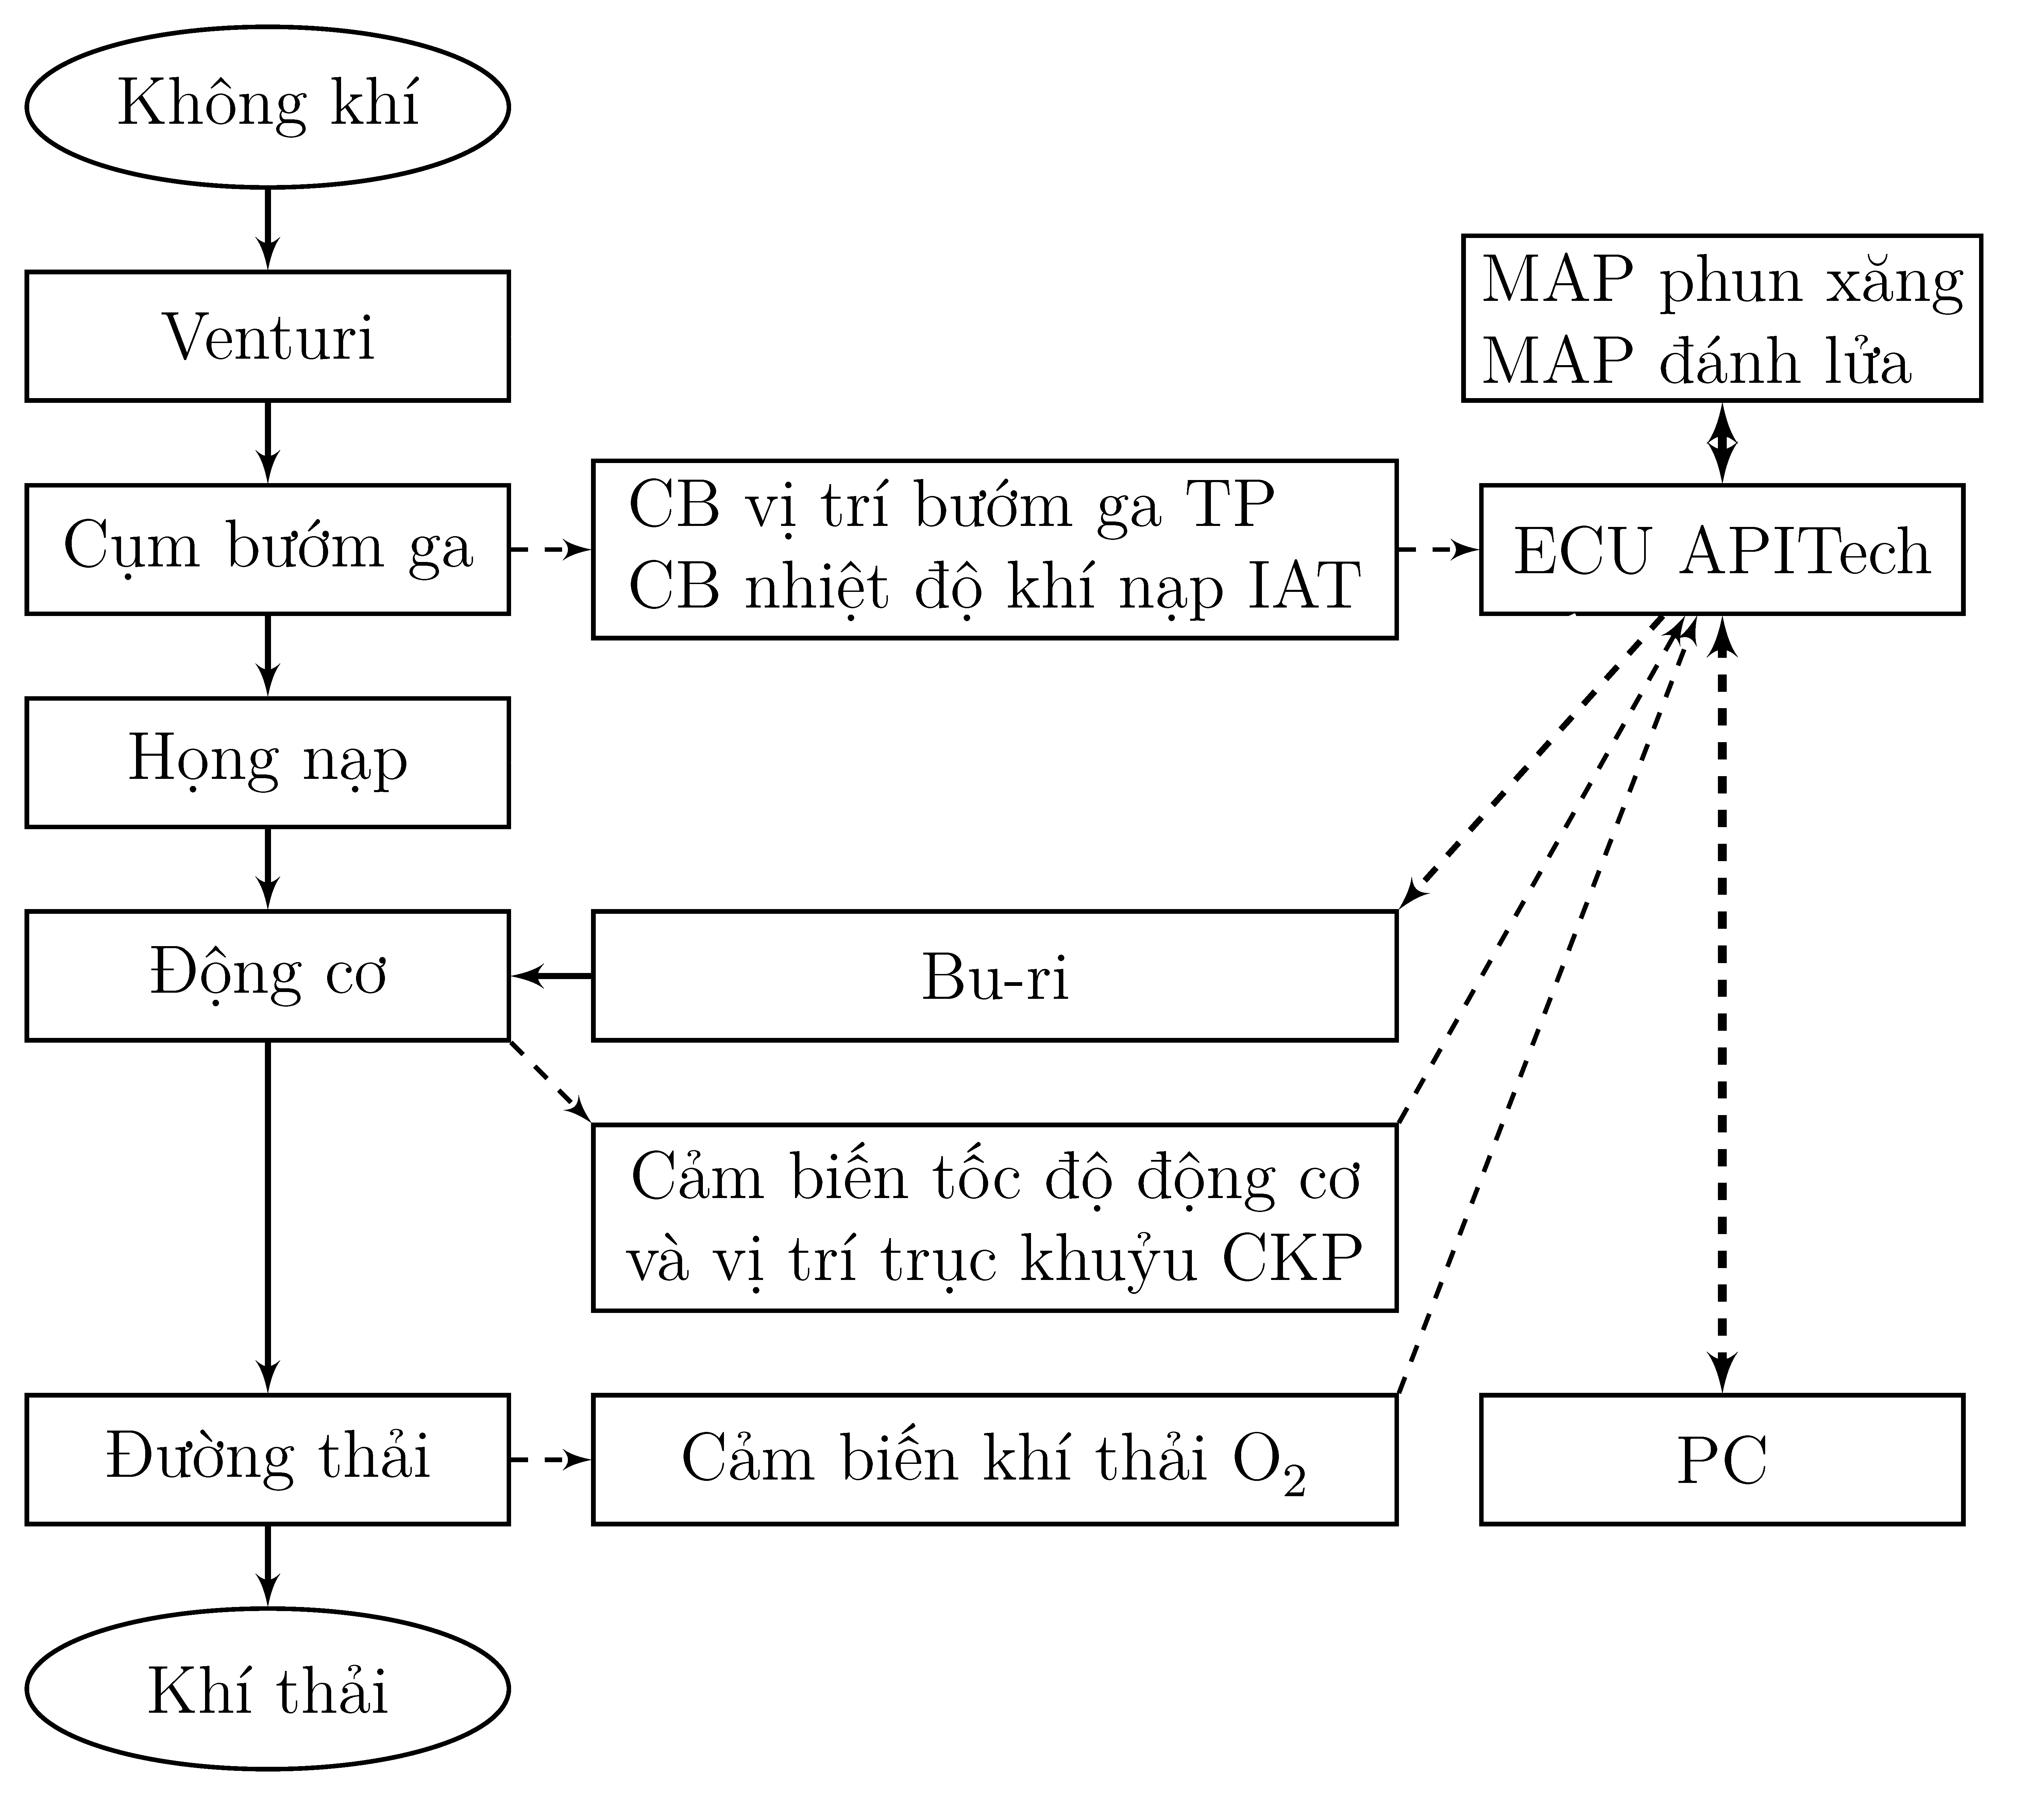 Không khí
Venturi
MAP phun xăng
MAP đánh lửa
Cụm bướm ga
CB vị trí bướm ga TP
CB nhiệt độ khí nạp IAT
ECU APITech
Họng nạp
Động cơ
Bu-ri
Cảm biến tốc độ động cơ
và vị trí trục khuỷu CKP
Đường thải
Cảm biến khí thải O₂
PC
Khí thải